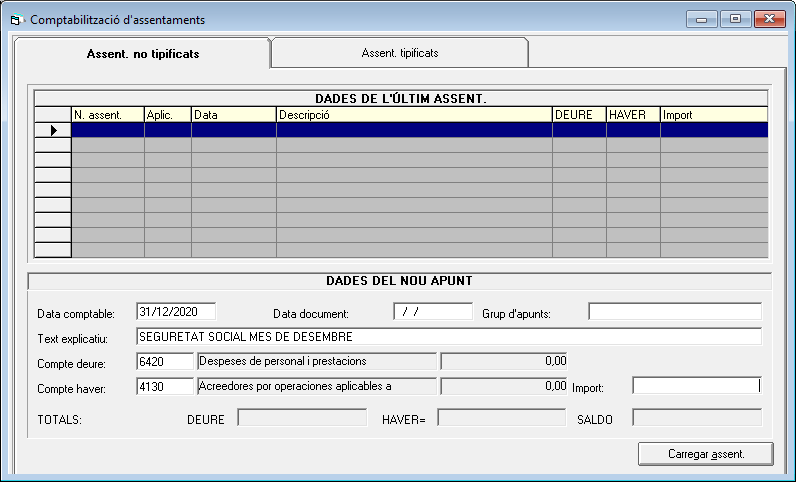 Comptabilització d'assentaments
Assent. no tipificats Assent. tipificats
DADES DE L'ÚLTIM ASSENT.
N. assent. Aplic. Data Descripció DEURE HAVER Import
DADES DEL NOU APUNT
Data comptable: 31/12/2020 Data document: / / Grup d'apunts:
Text explicatiu: SEGURETAT SOCIAL MES DE DESEMBRE
Compte deure: 6420 Despeses de personal i prestacions 0,00
Compte haver: 4130 Acreedores por operaciones aplicables a 0,00 Import:
TOTALS: DEURE HAVER= SALDO
Carregar assent.